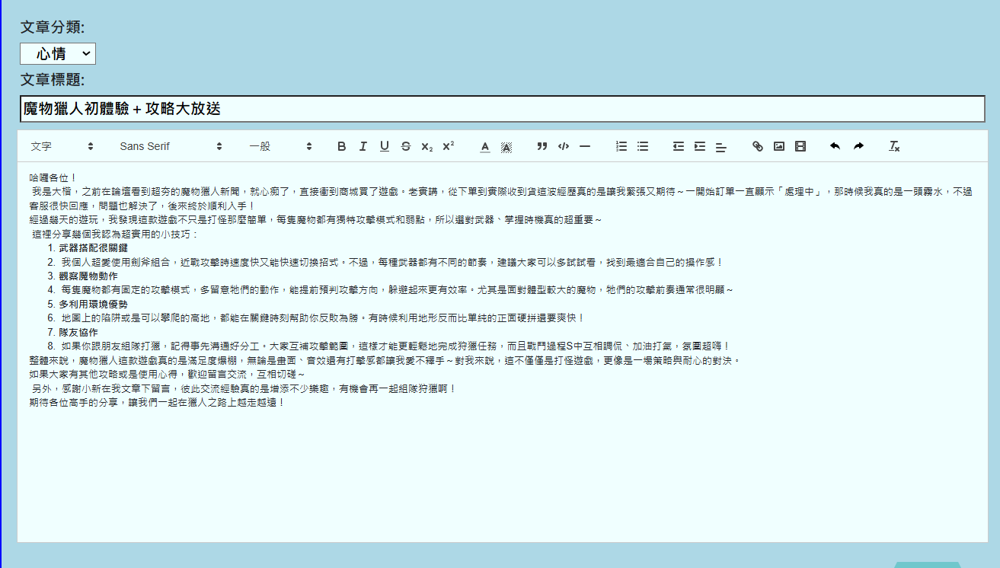 文章分類:
心情
文章標題:
魔物獵人初體驗＋攻略大放送
文字 Sans Serif 一般
哈囉各位！
我是大楷，之前在論壇看到超夯的魔物獵人新聞，就心癢了，直接衝到商城買了遊戲。老實講，從下單到實際收到貨這波經歷真的是讓我緊張又期待～一開始訂單一直顯示「處理中」，那時候我真的是一頭霧水，不過
客服很快回應，問題也解決了，後來終於順利入手！
經過幾天的遊玩，我發現這款遊戲不只是打怪那麼簡單，每隻魔物都有獨特攻擊模式和弱點，所以選對武器、掌握時機真的超重要～
這裡分享幾個我認為超實用的小技巧：
1. 武器搭配很關鍵
2. 我個人超愛使用劍斧組合，近戰攻擊時速度快又能快速切換招式。不過，每種武器都有不同的節奏，建議大家可以多試試看，找到最適合自己的操作感！
3. 觀察魔物動作
4. 每隻魔物都有固定的攻擊模式，多留意牠們的動作，能提前預判攻擊方向，躲避起來更有效率。尤其是面對體型較大的魔物，牠們的攻擊前奏通常很明顯～
5. 多利用環境優勢
6. 地圖上的陷阱或是可以攀爬的高地，都能在關鍵時刻幫助你反敗為勝。有時候利用地形反而比單純的正面硬拼還要爽快！
7. 隊友協作
8. 如果你跟朋友組隊打獵，記得事先溝通好分工。大家互補攻擊範圍，這樣才能更輕鬆地完成狩獵任務，而且戰鬥過程S中互相調侃、加油打氣，氛圍超嗨！
整體來說，魔物獵人這款遊戲真的是滿足度爆棚，無論是畫面、音效還有打擊感都讓我愛不釋手～對我來說，這不僅僅是打怪遊戲，更像是一場策略與耐心的對決。
如果大家有其他攻略或是使用心得，歡迎留言交流，互相切磋～
另外，感謝小新在我文章下留言，彼此交流經驗真的是增添不少樂趣，有機會再一起組隊狩獵啊！
期待各位高手的分享，讓我們一起在獵人之路上越走越遠！